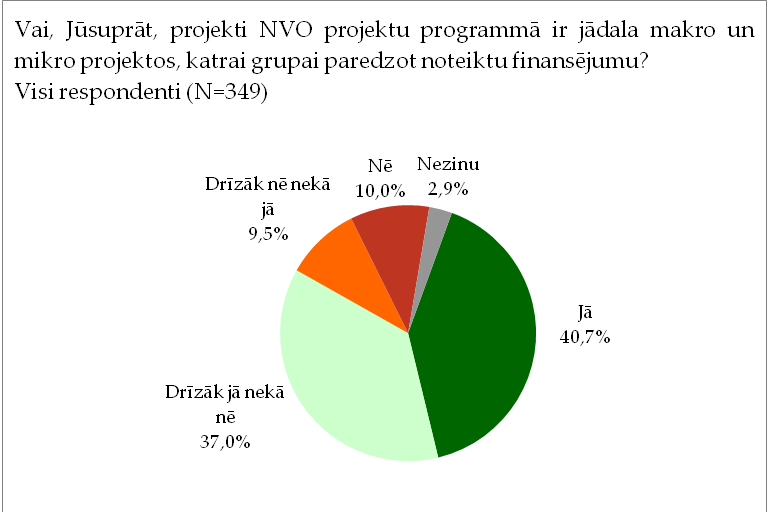 Vai, Jūsuprāt, projekti NVO projektu programmā ir jādala makro un
mikro projektos, katrai grupai paredzot noteiktu finansējumu?
Visi respondenti (N=349)
Nē
10,0%
Nezinu
2,9%
Drīzāk nē nekā
jā
9,5%
Jā
40,7%
Drīzāk jā nekā
nē
37,0%